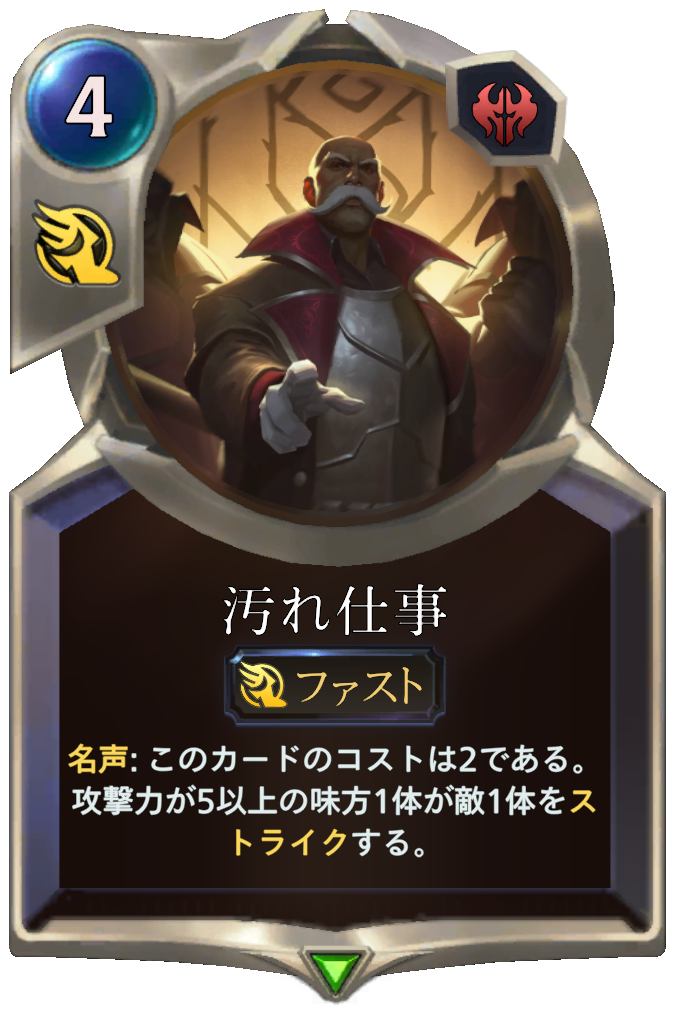 4
汚れ仕事
ファスト
名声: このカードのコストは2である。
攻撃力が5以上の味方1体が敵1体をス
トライクする。